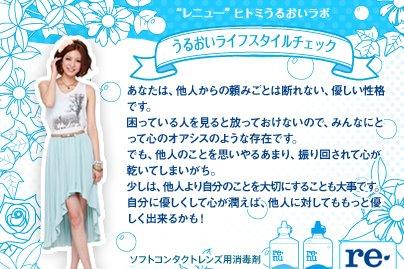 “レニュー” ヒトミうるおいラボ
うるおいライフスタイルチェック
あなたは、他人からの頼みごとは断れない、優しい性格
です。
困っている人を見ると放っておけないので、みんなにと
って心のオアシスのような存在です。
でも、他人のことを思いやるあまり、振り回されて心が
乾いてしまいがち。
少しは、他人より自分のことを大切にすることも大事です。
自分に優しくして心が潤えば、他人に対してももっと優
しく出来るかも！
ソフトコンタクトレンズ用消毒剤
re-